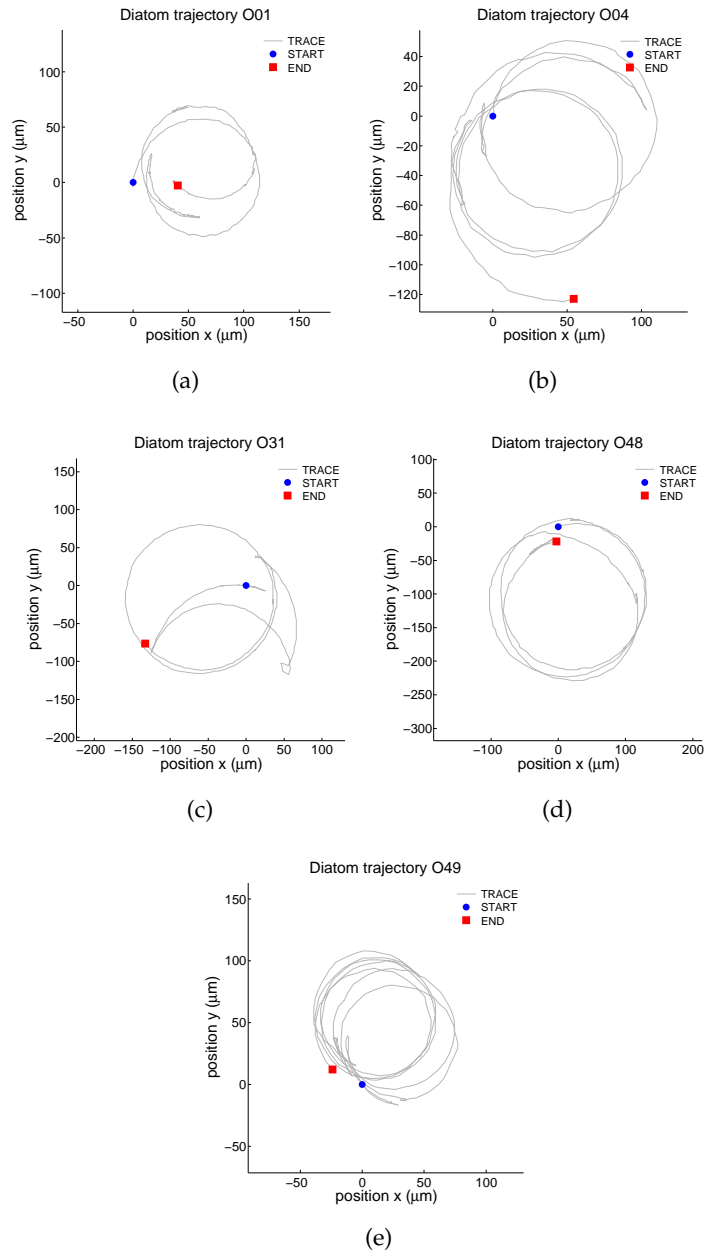 Diatom trajectory O01
TRACE
START
END
100
50
0
−50
−100
position y (μm)
−50 0 50 100 150
position x (μm)
(a)
Diatom trajectory O04
TRACE
START
END
40
20
0
−20
−40
−60
−80
−100
−120
position y (μm)
0 50 100
position x (μm)
(b)
Diatom trajectory O31
TRACE
START
END
150
100
50
0
−50
−100
−150
−200
position y (μm)
−200 −150 −100 −50 0 50 100
position x (μm)
(c)
Diatom trajectory O48
TRACE
START
END
100
50
0
−50
−100
−150
−200
−250
−300
position y (μm)
−100 0 100 200
position x (μm)
(d)
Diatom trajectory O49
TRACE
START
END
150
100
50
0
−50
position y (μm)
−50 0 50 100
position x (μm)
(e)